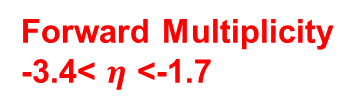 Forward Multiplicity
-3.4< η <-1.7